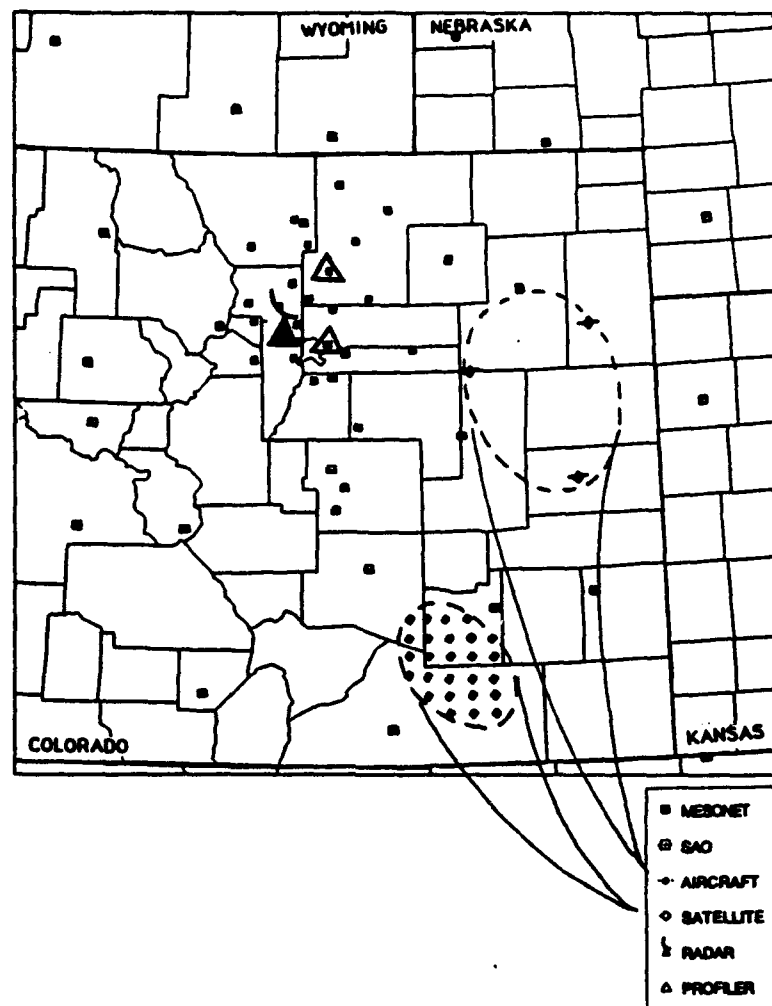 WYOMING
NEBRASKA
COLORADO
KANSAS
MESONET
SAO
AIRCRAFT
SATELLITE
RADAR
PROFILER